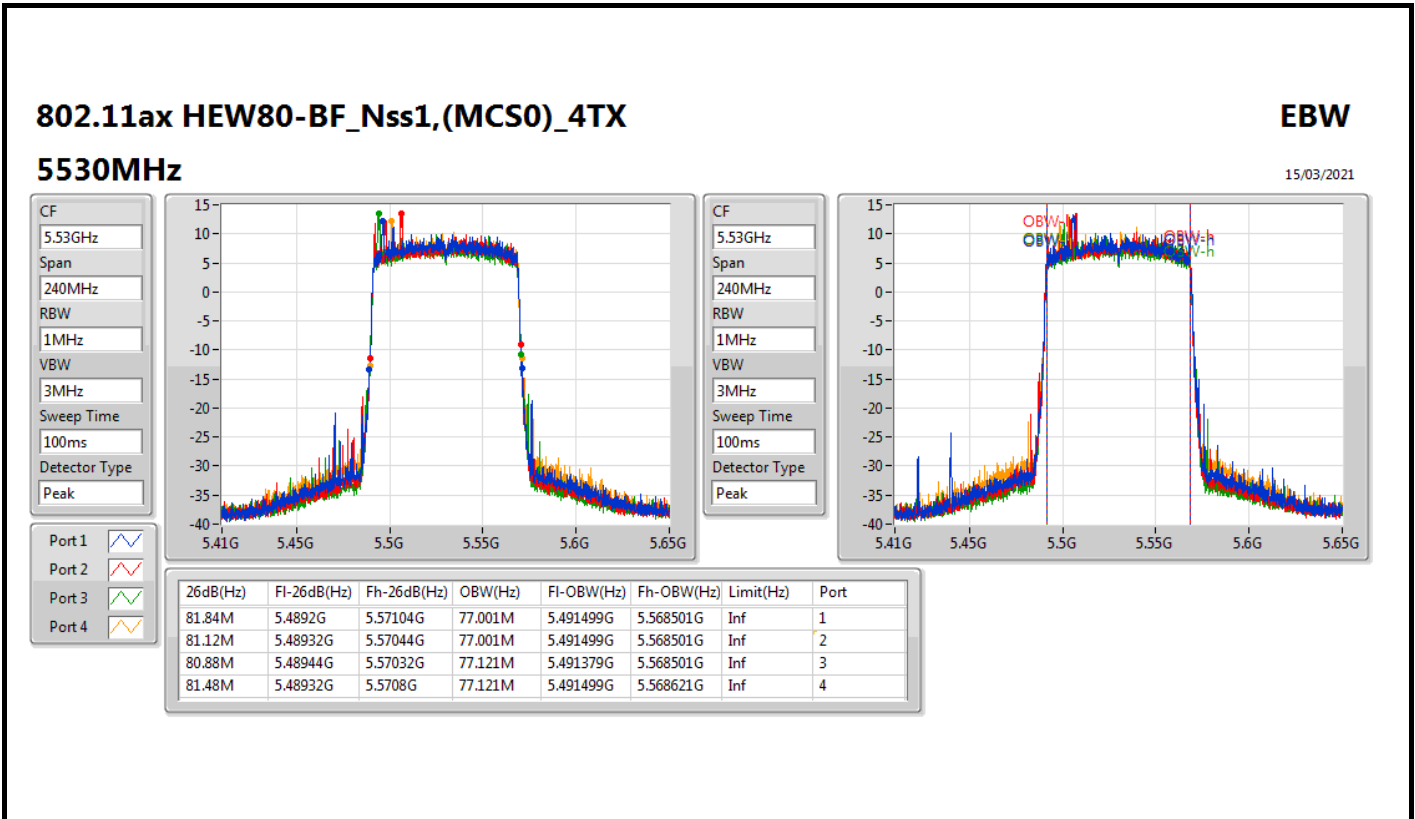 802.11ax HEW80-BF_Nss1,(MCS0)_4TX
EBW
5530MHz
15/03/2021
CF
5.53GHz
Span
240MHz
RBW
1MHz
VBW
3MHz
Sweep Time
100ms
Detector Type
Peak
15
10
5
0
-5
-10
-15
-20
-25
-30
-35
-40
5.41G 5.45G 5.5G 5.55G 5.6G 5.65G
CF
5.53GHz
Span
240MHz
RBW
1MHz
VBW
3MHz
Sweep Time
100ms
Detector Type
Peak
15
10
5
0
-5
-10
-15
-20
-25
-30
-35
-40
OBW-h
5.41G 5.45G 5.5G 5.55G 5.6G 5.65G
Port 1
Port 2
Port 3
Port 4
26dB(Hz) Fl-26dB(Hz) Fh-26dB(Hz) OBW(Hz) Fl-OBW(Hz) Fh-OBW(Hz) Limit(Hz) Port
81.84M 5.4892G 5.57104G 77.001M 5.491499G 5.568501G Inf 1
81.12M 5.48932G 5.57044G 77.001M 5.491499G 5.568501G Inf 2
80.88M 5.48944G 5.57032G 77.121M 5.491379G 5.568501G Inf 3
81.48M 5.48932G 5.5708G 77.121M 5.491499G 5.568621G Inf 4